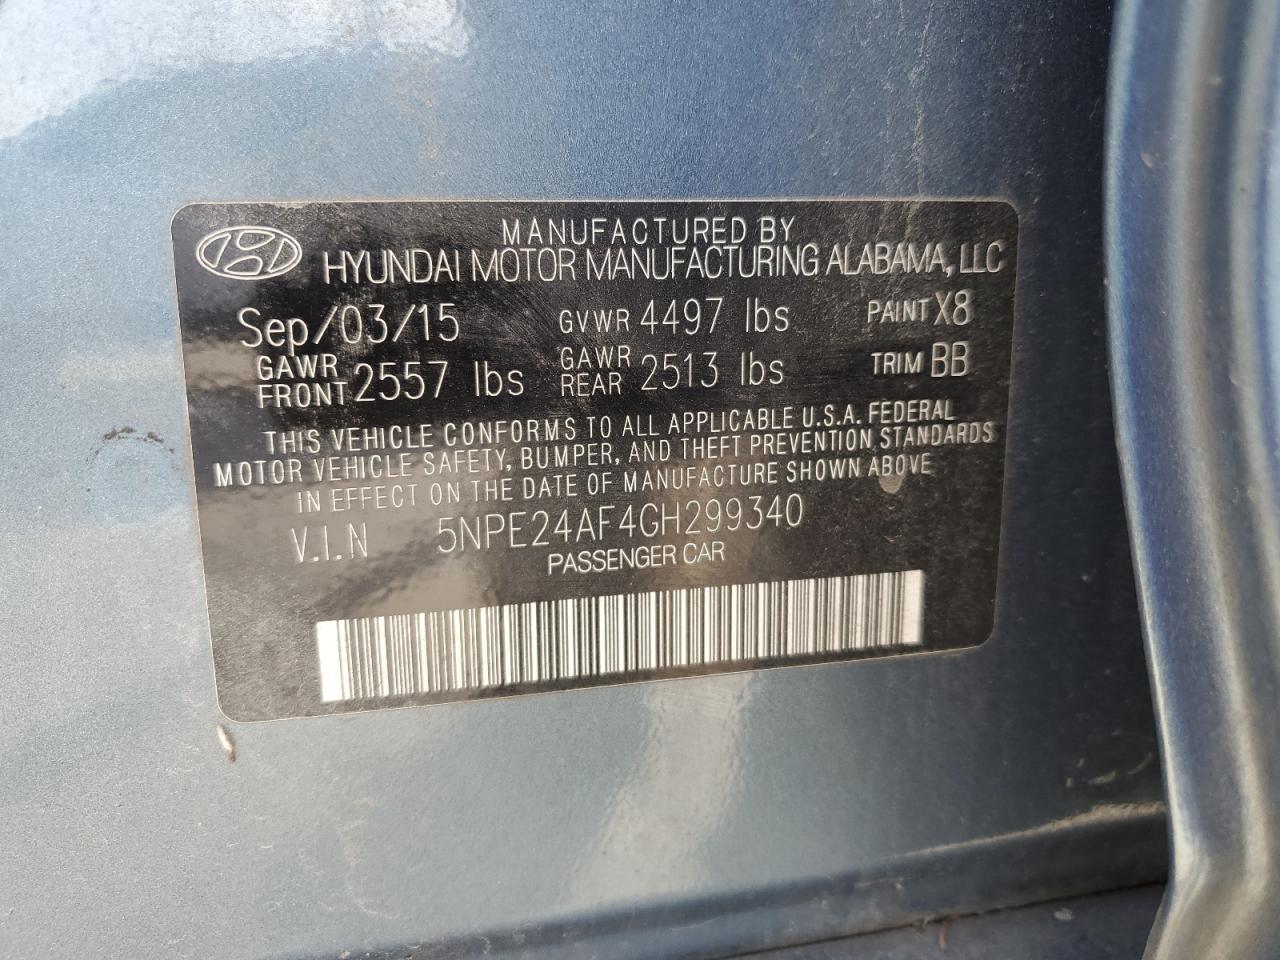 MANUFACTURED BY
HYUNDAI MOTOR MANUFACTURING ALABAMA, LLC
Sep/03/15 GVWR 4497 lbs PAINT X8
GAWR FRONT 2557 lbs GAWR REAR 2513 lbs TRIM BB
THIS VEHICLE CONFORMS TO ALL APPLICABLE U.S.A. FEDERAL
MOTOR VEHICLE SAFETY, BUMPER, AND THEFT PREVENTION STANDARDS
IN EFFECT ON THE DATE OF MANUFACTURE SHOWN ABOVE
V.I.N 5NPE24AF4GH299340
PASSENGER CAR